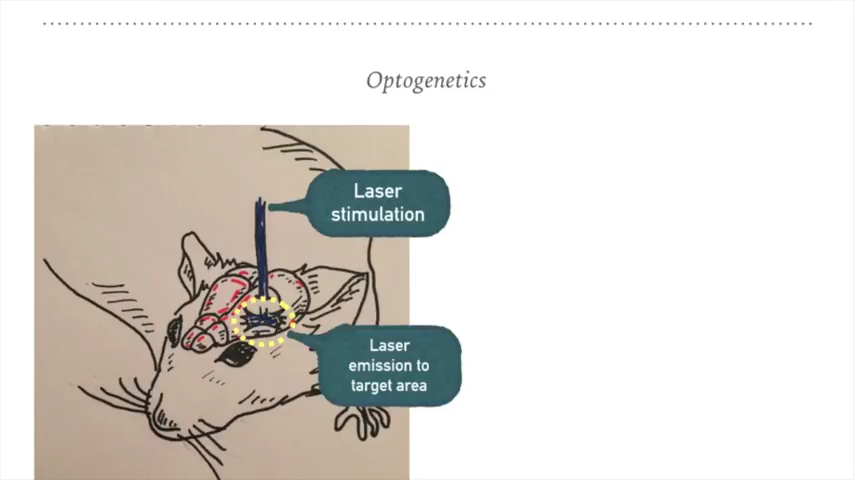 Optogenetics
Laser
stimulation
Laser
emission to
target area